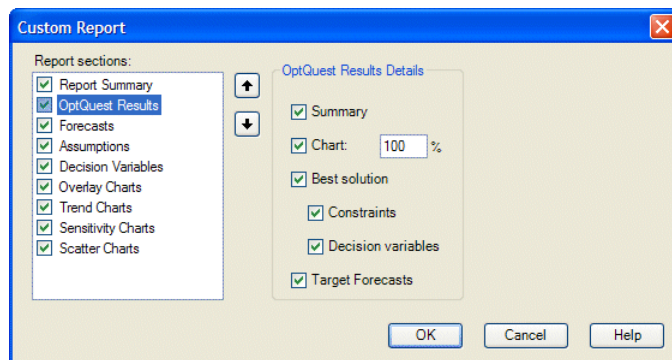 Custom Report
Report sections:
Report Summary
OptQuest Results
Forecasts
Assumptions
Decision Variables
Overlay Charts
Trend Charts
Sensitivity Charts
Scatter Charts
OptQuest Results Details
Summary
Chart: 100 %
Best solution
Constraints
Decision variables
Target Forecasts
OK Cancel Help